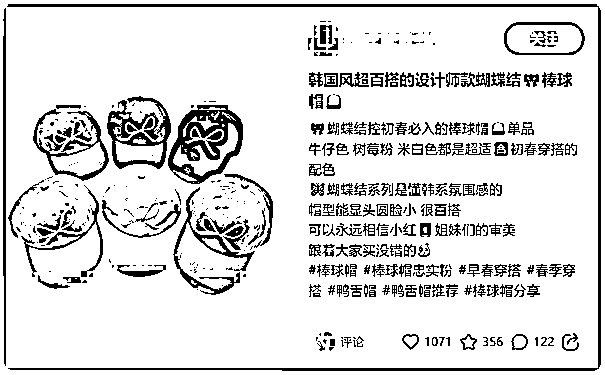 关注
韩国风超百搭的设计师款蝴蝶结🎀棒球
帽
🎀蝴蝶结控初春必入的棒球帽单品
牛仔色 树莓粉 米白色都是超适初春穿搭的
配色
蝴蝶结系列是懂韩系氛围感的
帽型能显头圆脸小 很百搭
可以永远相信小红 姐妹们的审美
跟着大家买没错的
#棒球帽 #棒球帽忠实粉 #早春穿搭 #春季穿
搭 #鸭舌帽 #鸭舌帽推荐 #棒球帽分享
评论
1071
356
122